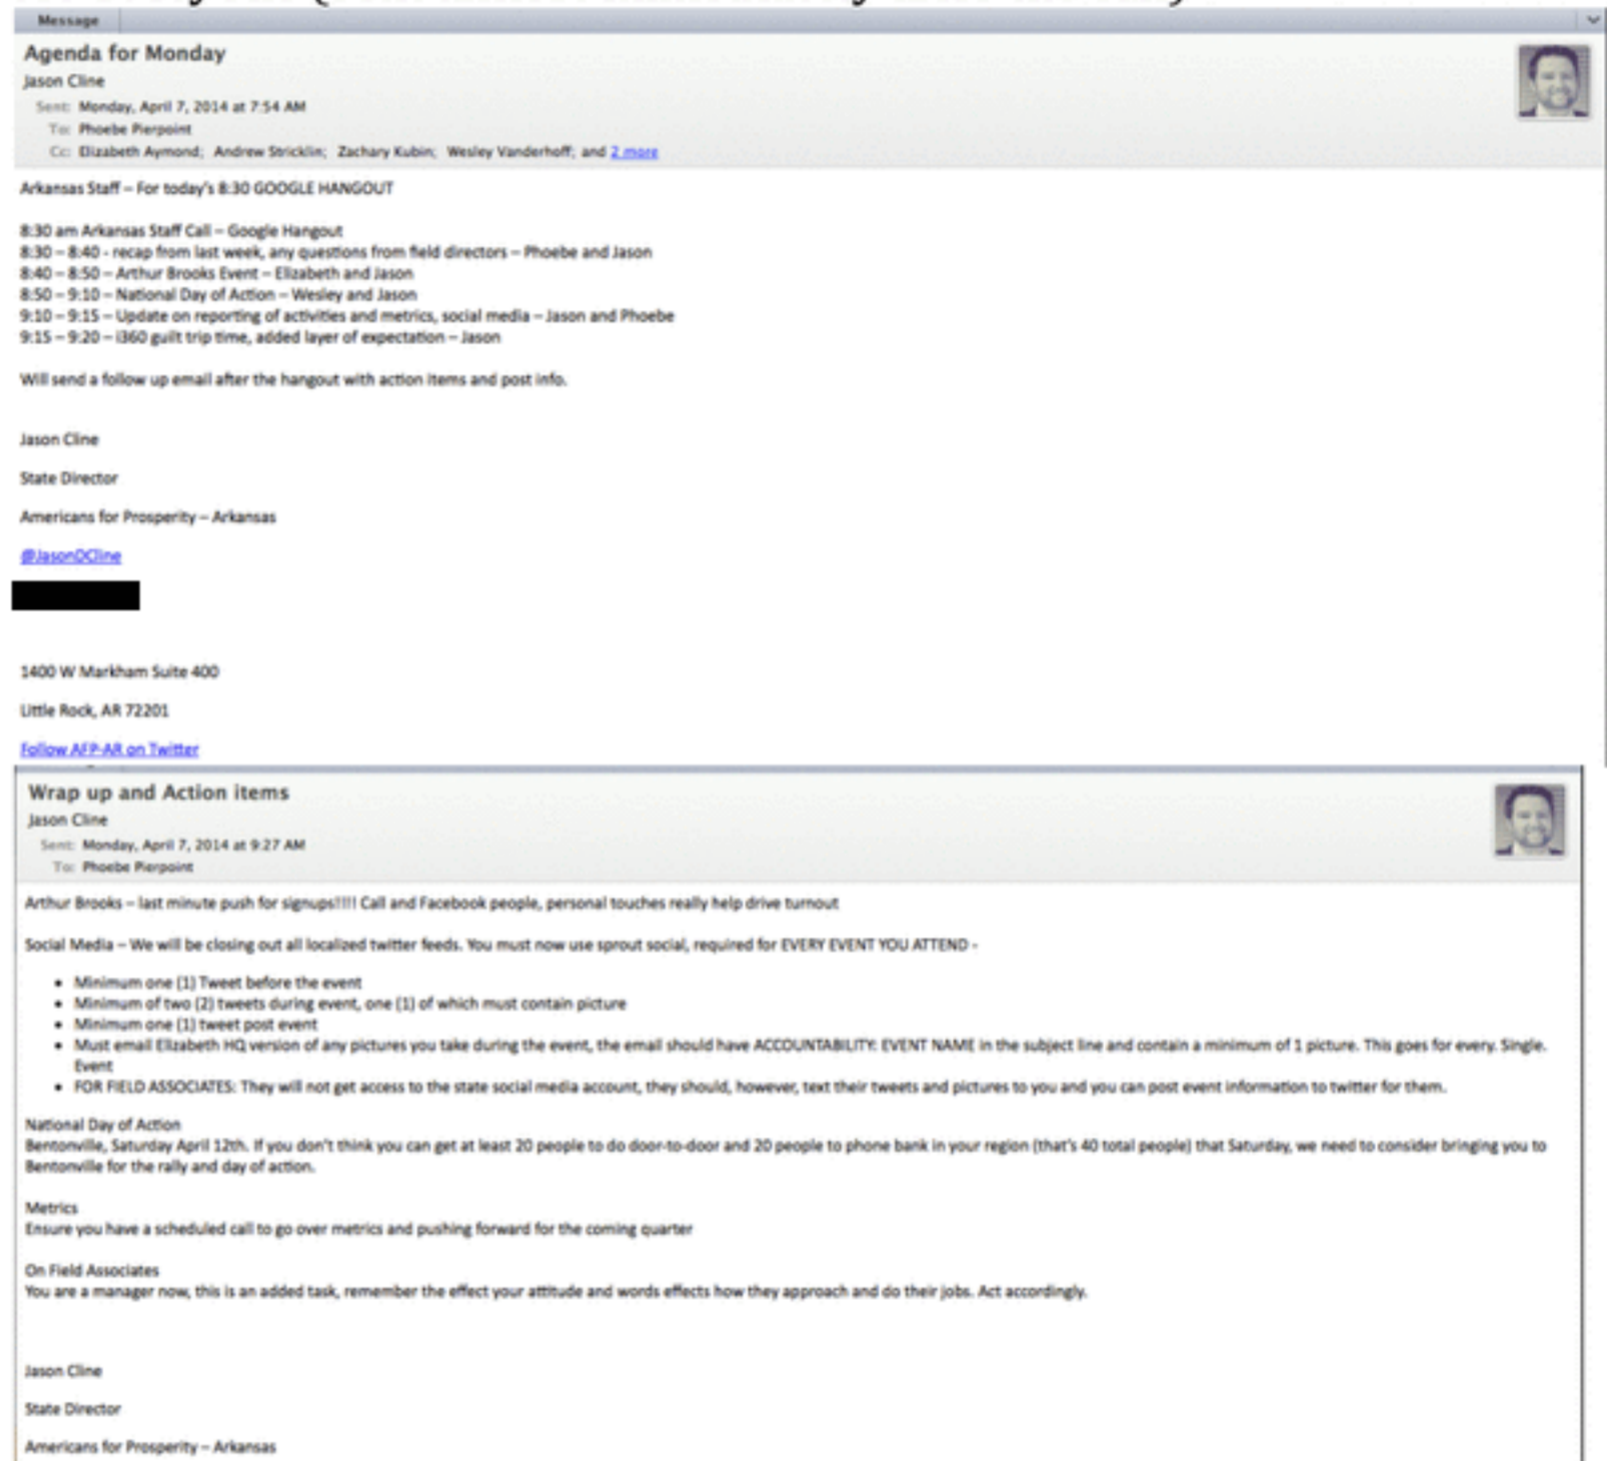 Message
Agenda for Monday
Jason Cline
Sent: Monday, April 7, 2014 at 7:54 AM
To: Phoebe Pierpoint
Cc: Elizabeth Aymond; Andrew Stricklin; Zachary Kubin; Wesley Vanderhoff; and 2 more
Arkansas Staff – For today's 8:30 GOOGLE HANGOUT
8:30 am Arkansas Staff Call – Google Hangout
8:30 – 8:40 - recap from last week, any questions from field directors – Phoebe and Jason
8:40 – 8:50 – Arthur Brooks Event – Elizabeth and Jason
8:50 – 9:10 – National Day of Action – Wesley and Jason
9:10 – 9:15 – Update on reporting of activities and metrics, social media – Jason and Phoebe
9:15 – 9:20 – i360 guilt trip time, added layer of expectation – Jason
Will send a follow up email after the hangout with action items and post info.
Jason Cline
State Director
Americans for Prosperity – Arkansas
@JasonDCline
1400 W Markham Suite 400
Little Rock, AR 72201
Follow AFP-AR on Twitter
Wrap up and Action items
Jason Cline
Sent: Monday, April 7, 2014 at 9:27 AM
To: Phoebe Pierpoint
Arthur Brooks – last minute push for signups!!!! Call and Facebook people, personal touches really help drive turnout
Social Media – We will be closing out all localized twitter feeds. You must now use sprout social, required for EVERY EVENT YOU ATTEND -
• Minimum one (1) Tweet before the event
• Minimum of two (2) tweets during event, one (1) of which must contain picture
• Minimum one (1) tweet post event
• Must email Elizabeth HQ version of any pictures you take during the event, the email should have ACCOUNTABILITY: EVENT NAME in the subject line and contain a minimum of 1 picture. This goes for every. Single.
Event
• FOR FIELD ASSOCIATES: They will not get access to the state social media account, they should, however, text their tweets and pictures to you and you can post event information to twitter for them.
National Day of Action
Bentonville, Saturday April 12th. If you don't think you can get at least 20 people to do door-to-door and 20 people to phone bank in your region (that's 40 total people) that Saturday, we need to consider bringing you to
Bentonville for the rally and day of action.
Metrics
Ensure you have a scheduled call to go over metrics and pushing forward for the coming quarter
On Field Associates
You are a manager now, this is an added task, remember the effect your attitude and words effects how they approach and do their jobs. Act accordingly.
Jason Cline
State Director
Americans for Prosperity – Arkansas